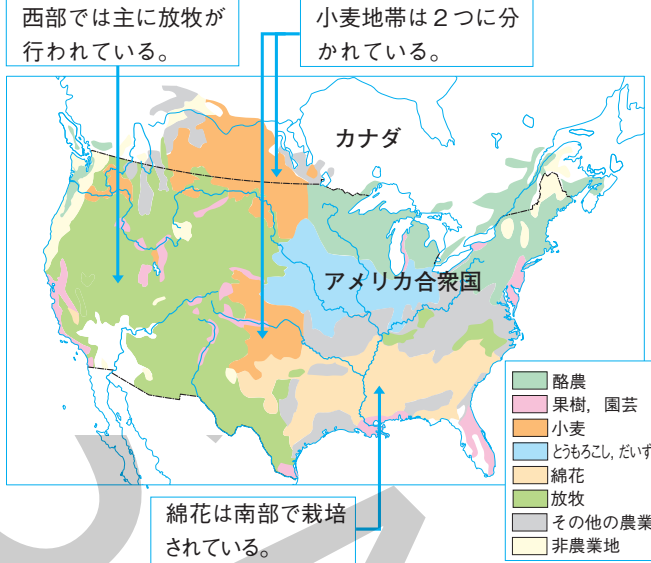 西部では主に放牧が
行われている。
小麦地帯は２つに分
かれている。
カナダ
アメリカ合衆国
酪農
果樹，園芸
小麦
とうもろこし，だいず
綿花
放牧
その他の農業
非農業地
綿花は南部で栽培
されている。